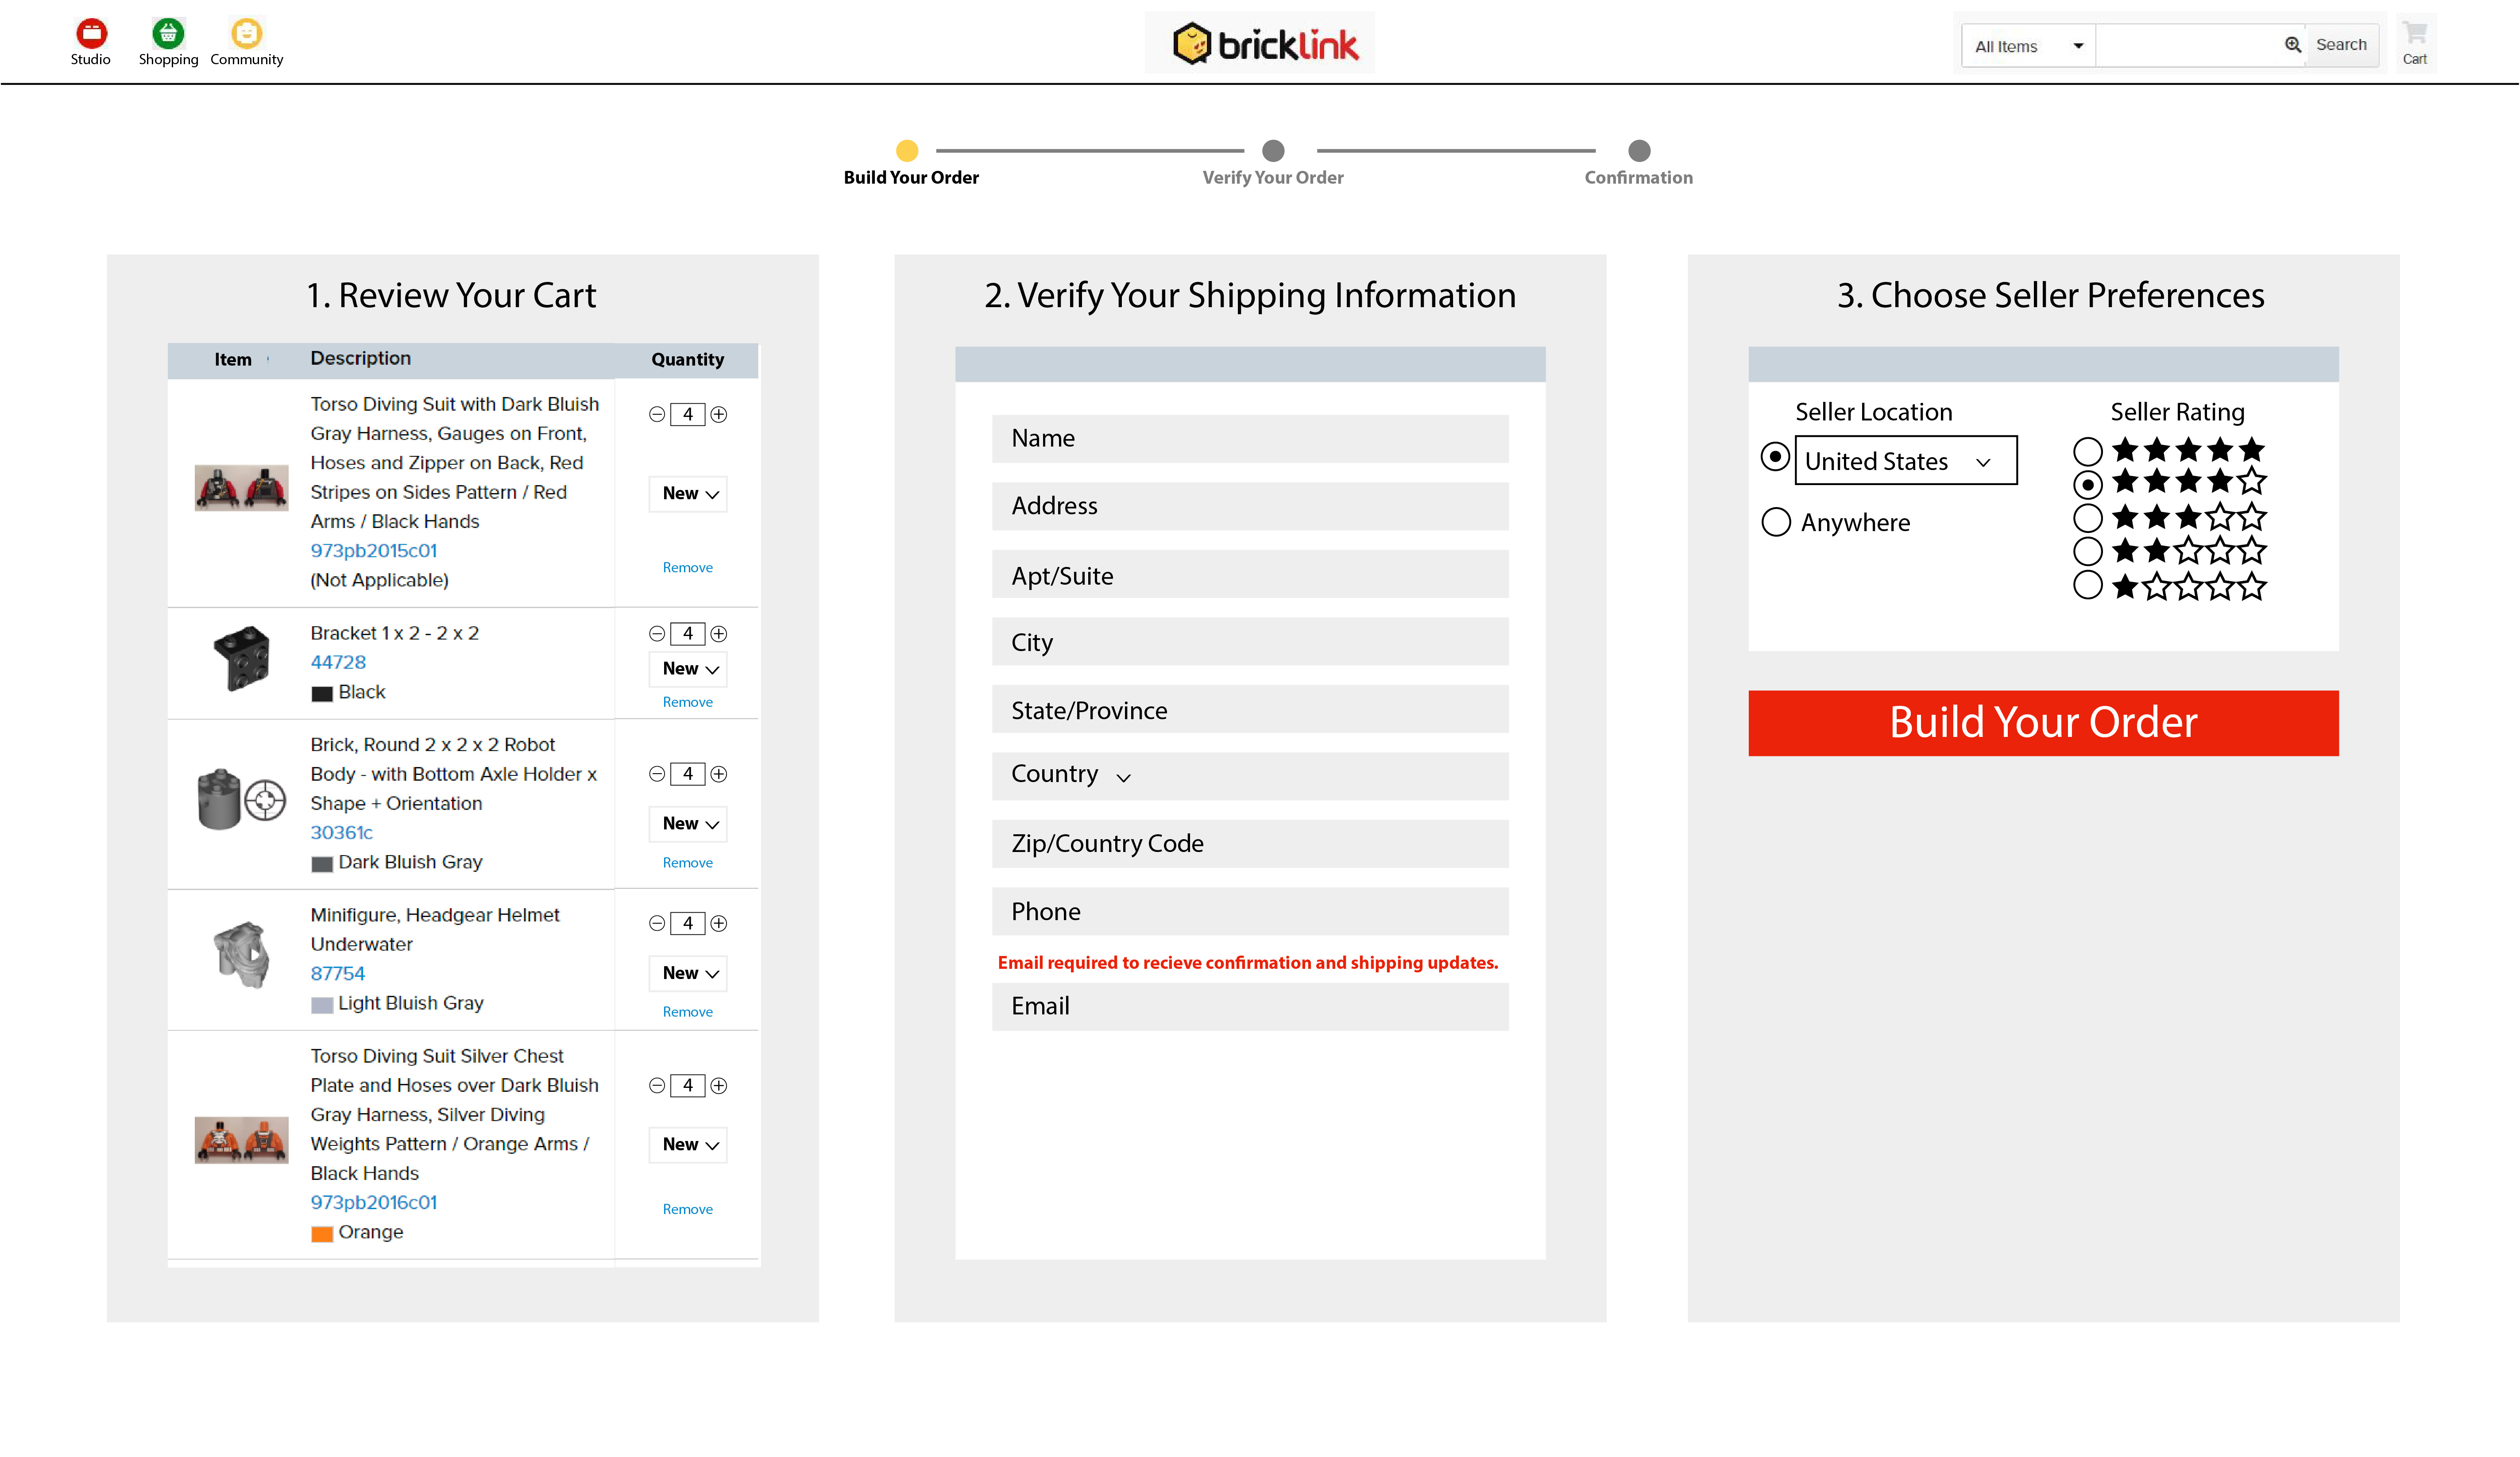 Studio
Shopping
Community
bricklink
All Items
Search
Cart
Build Your Order
Verify Your Order
Confirmation
1. Review Your Cart
Item
Description
Quantity
Torso Diving Suit with Dark Bluish
Gray Harness, Gauges on Front,
Hoses and Zipper on Back, Red
Stripes on Sides Pattern / Red
Arms / Black Hands
973pb2015c01
(Not Applicable)
4
New
Remove
Bracket 1 x 2 - 2 x 2
44728
Black
4
New
Remove
Brick, Round 2 x 2 x 2 Robot
Body - with Bottom Axle Holder x
Shape + Orientation
30361c
Dark Bluish Gray
4
New
Remove
Minifigure, Headgear Helmet
Underwater
87754
Light Bluish Gray
4
New
Remove
Torso Diving Suit Silver Chest
Plate and Hoses over Dark Bluish
Gray Harness, Silver Diving
Weights Pattern / Orange Arms /
Black Hands
973pb2016c01
Orange
4
New
Remove
2. Verify Your Shipping Information
Name
Address
Apt/Suite
City
State/Province
Country
Zip/Country Code
Phone
Email required to recieve confirmation and shipping updates.
Email
3. Choose Seller Preferences
Seller Location
United States
Anywhere
Seller Rating
Build Your Order